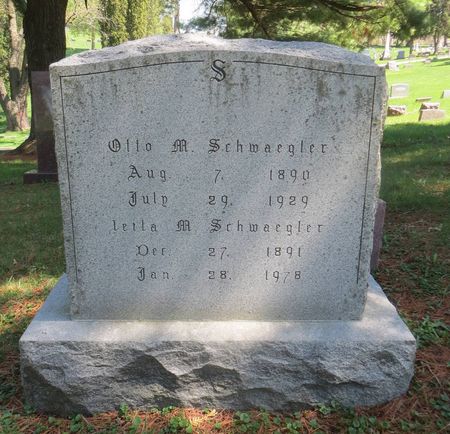 S
Otto M. Schwaegler
Aug. 7. 1890
July 29. 1929
Leila M. Schwaegler
Dec. 27. 1891
Jan. 28. 1978